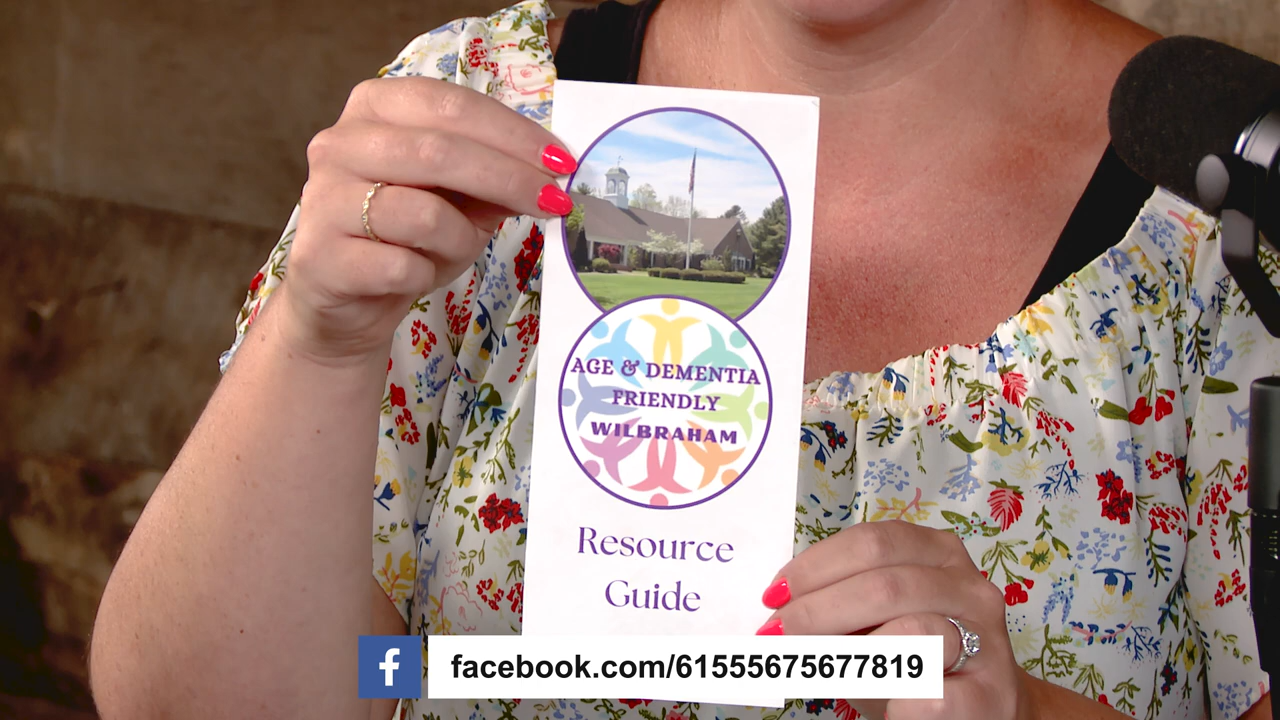 AGE & DEMENTIA
FRIENDLY
WILBRAHAM
Resource
Guide
facebook.com/61555675677819